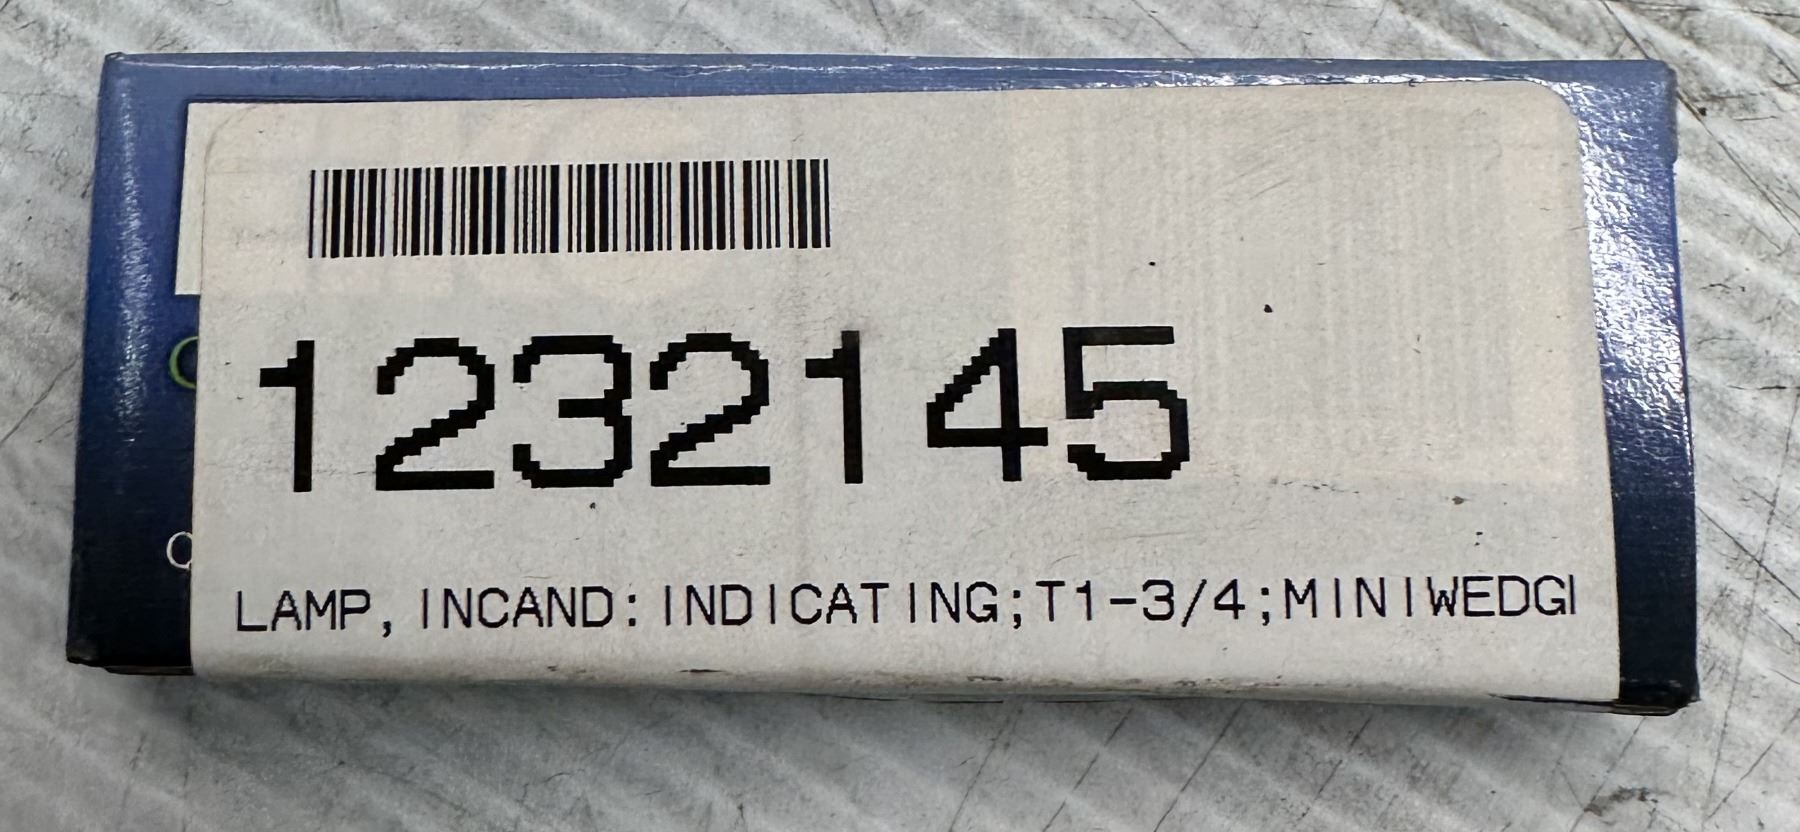 1232145
LAMP, INCAND: INDICATING;T1-3/4;MINIWEDGI